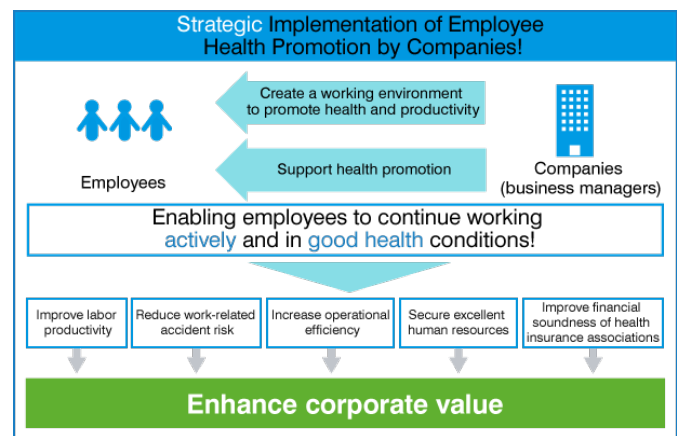 Strategic Implementation of Employee
Health Promotion by Companies!
Create a working environment
to promote health and productivity
Support health promotion
Employees
Companies
(business managers)
Enabling employees to continue working
actively and in good health conditions!
Improve labor
productivity
Reduce work-related
accident risk
Increase operational
efficiency
Secure excellent
human resources
Improve financial
soundness of health
insurance associations
Enhance corporate value